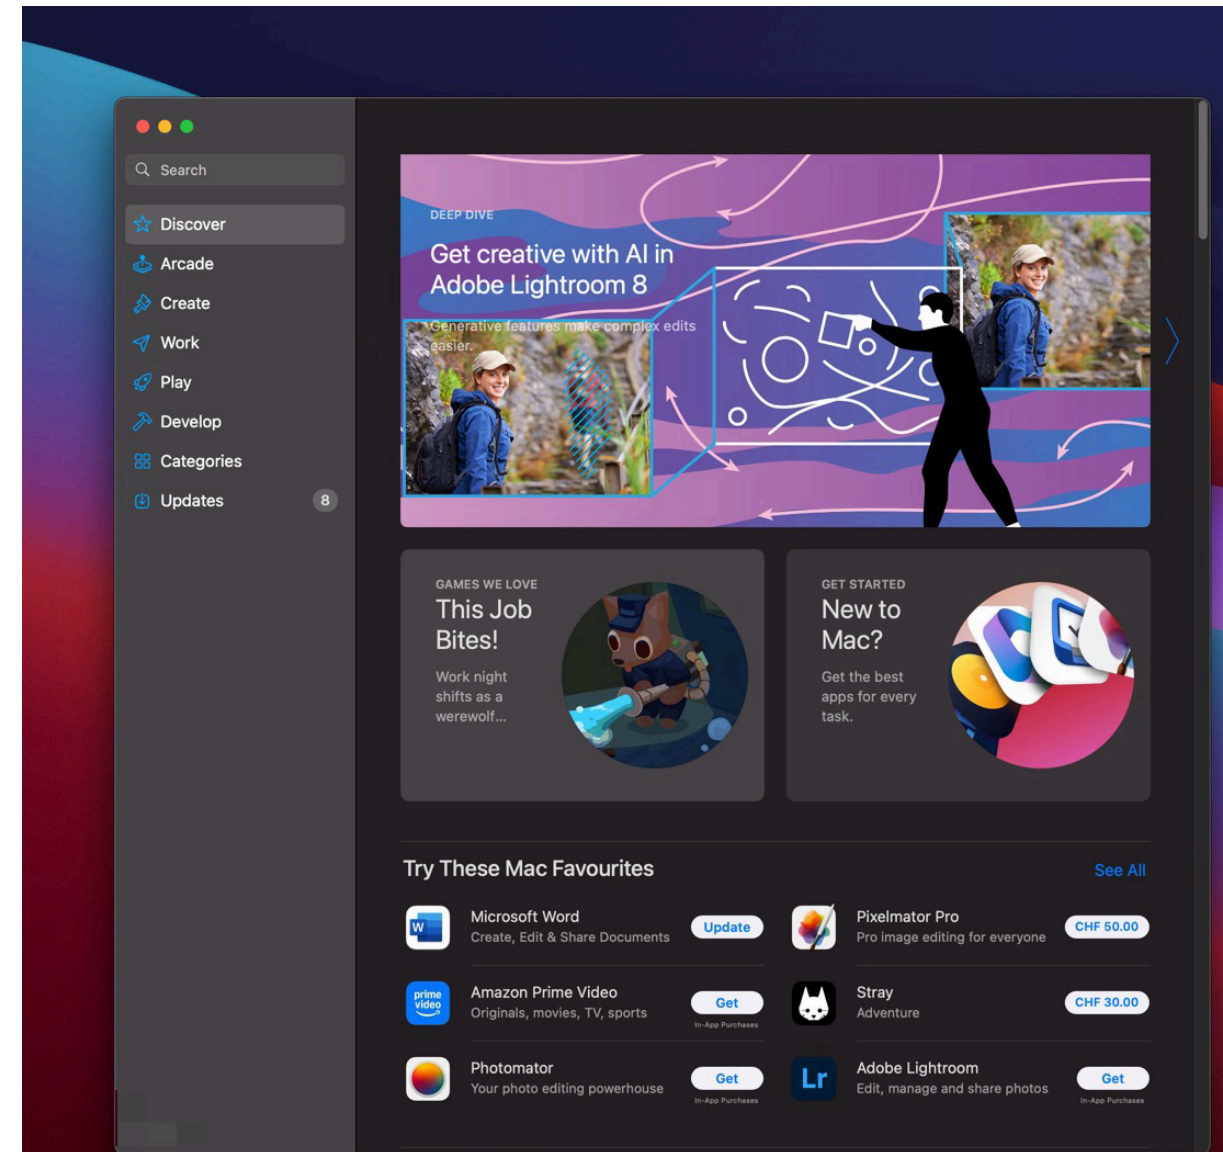 Search
Discover
Arcade
Create
Work
Play
Develop
Categories
Updates 8
DEEP DIVE
Get creative with AI in
Adobe Lightroom 8
Generative features make complex edits
easier.
GAMES WE LOVE
This Job
Bites!
Work night
shifts as a
werewolf...
GET STARTED
New to
Mac?
Get the best
apps for every
task.
Try These Mac Favourites
See All
W
Microsoft Word
Create, Edit & Share Documents
Update
Pixelmator Pro
Pro image editing for everyone
CHF 50.00
prime
video
Amazon Prime Video
Originals, movies, TV, sports
Get
In-App Purchases
Stray
Adventure
CHF 30.00
Photomator
Your photo editing powerhouse
Get
In-App Purchases
Lr
Adobe Lightroom
Edit, manage and share photos
Get
In-App Purchases